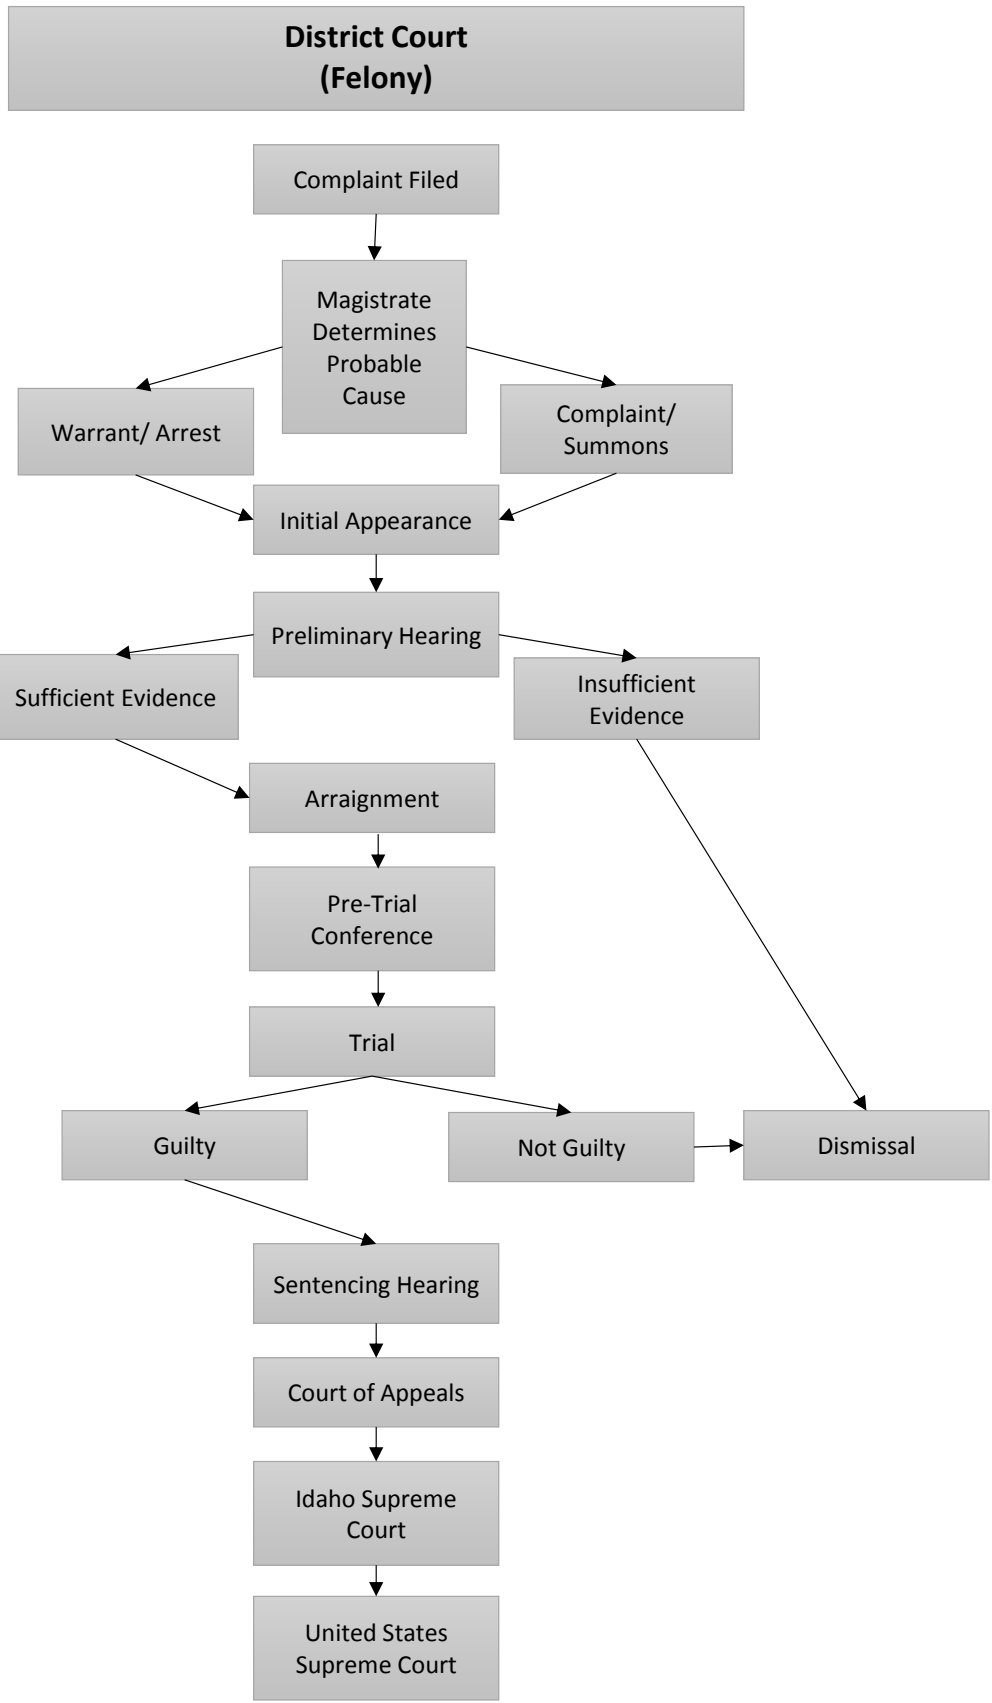 District Court
(Felony)
Complaint Filed
Magistrate
Determines
Probable
Cause
Warrant/ Arrest
Complaint/
Summons
Initial Appearance
Preliminary Hearing
Sufficient Evidence
Insufficient
Evidence
Arraignment
Pre-Trial
Conference
Trial
Guilty
Not Guilty
Dismissal
Sentencing Hearing
Court of Appeals
Idaho Supreme
Court
United States
Supreme Court